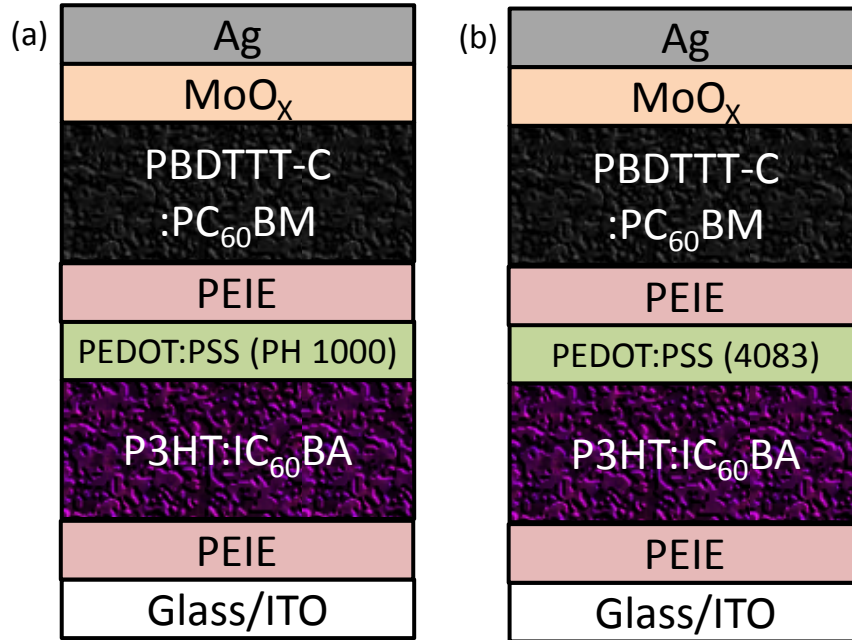 (a)
Ag
MoOₓ
PBDTTT-C
:PC₆₀BM
PEIE
PEDOT:PSS (PH 1000)
P3HT:IC₆₀BA
PEIE
Glass/ITO
(b)
Ag
MoOₓ
PBDTTT-C
:PC₆₀BM
PEIE
PEDOT:PSS (4083)
P3HT:IC₆₀BA
PEIE
Glass/ITO